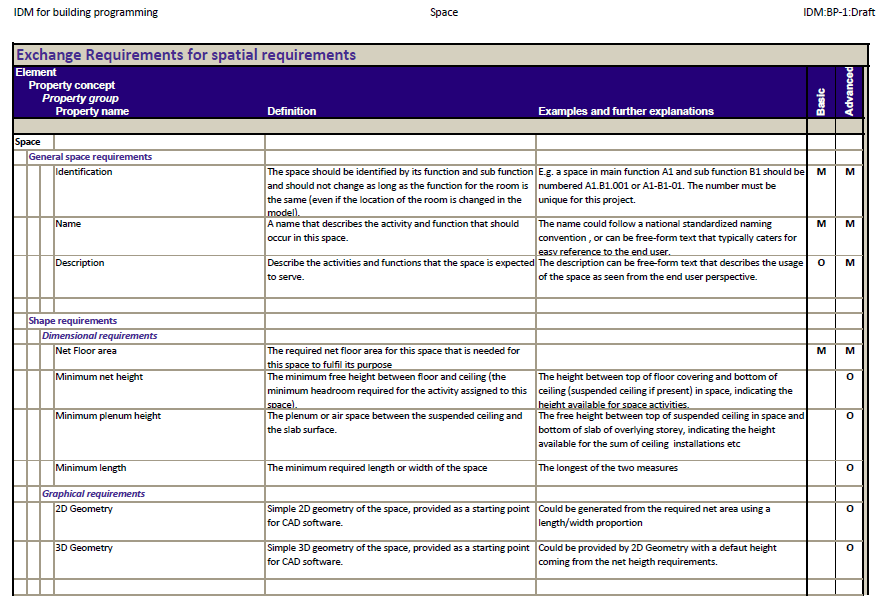 IDM for building programming Space IDM:BP-1:Draft
Exchange Requirements for spatial requirements
Element
Property concept
Property group
Property name Definition Examples and further explanations Basic Advanced
Space
General space requirements
Identification The space should be identified by its function and sub function E.g. a space in main function A1 and sub function B1 should be M M
and should not change as long as the function for the room is numbered A1.B1.001 or A1-B1-01. The number must be
the same (even if the location of the room is changed in the unique for this project.
model).
Name A name that describes the activity and function that should The name could follow a national standardized naming M M
occur in this space. convention , or can be free-form text that typically caters for
easy reference to the end user.
Description Describe the activities and functions that the space is expected The description can be free-form text that describes the usage O M
to serve. of the space as seen from the end user perspective.
Shape requirements
Dimensional requirements
Net Floor area The required net floor area for this space that is needed for M M
this space to fulfil its purpose
Minimum net height The minimum free height between floor and ceiling (the The height between top of floor covering and bottom of O
minimum headroom required for the activity assigned to this ceiling (suspended ceiling if present) in space, indicating the
space). height available for space activities.
Minimum plenum height The plenum or air space between the suspended ceiling and The free height between top of suspended ceiling in space and O
the slab surface. bottom of slab of overlying storey, indicating the height
available for the sum of ceiling installations etc
Minimum length The minimum required length or width of the space The longest of the two measures O
Graphical requirements
2D Geometry Simple 2D geometry of the space, provided as a starting point Could be generated from the required net area using a O
for CAD software. length/width proportion
3D Geometry Simple 3D geometry of the space, provided as a starting point Could be provided by 2D Geometry with a defaut height O
for CAD software. coming from the net heigth requirements.